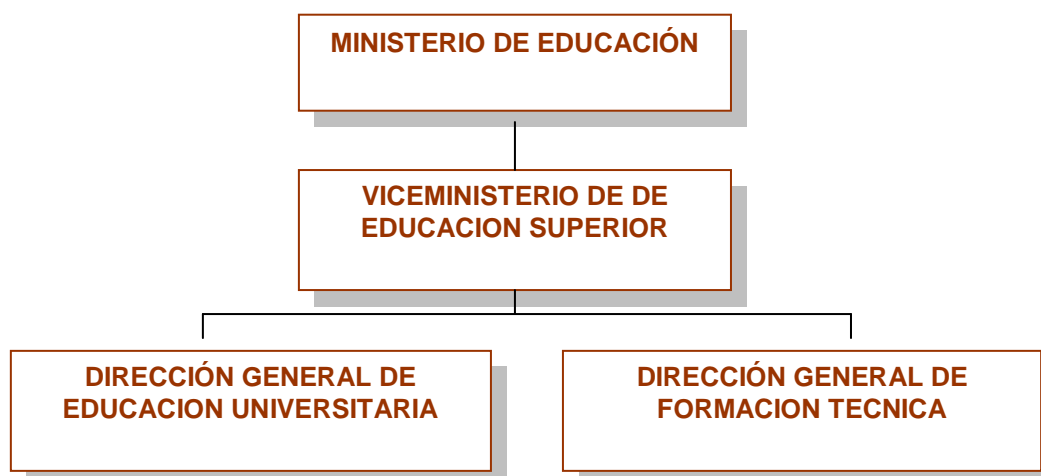 MINISTERIO DE EDUCACIÓN
VICEMINISTERIO DE DE
EDUCACION SUPERIOR
DIRECCIÓN GENERAL DE
EDUCACION UNIVERSITARIA
DIRECCIÓN GENERAL DE
FORMACION TECNICA